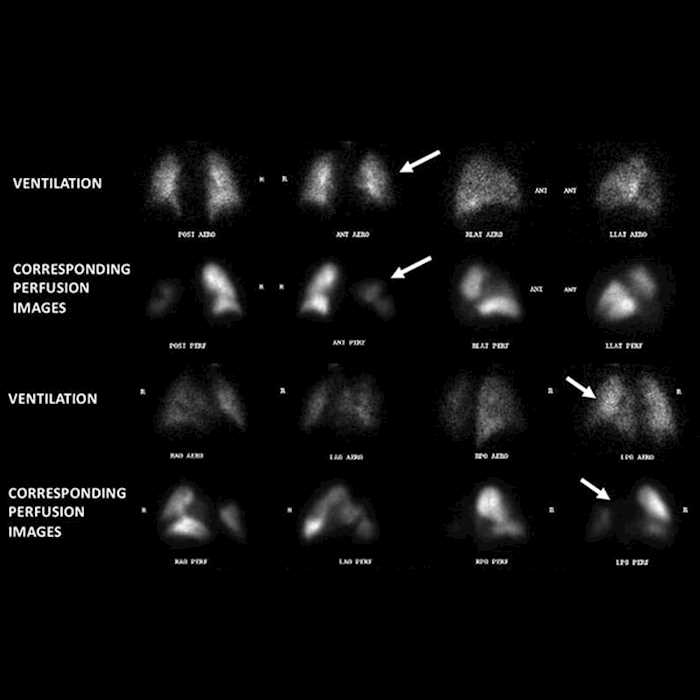 VENTILATION
R
POST AERO
ANT AERO
ANT
ANT
RLAT AERO
LLAT AERO
CORRESPONDING
PERFUSION
IMAGES
ANT
ANT
POST PERF
ANT PERF
RLAT PERF
LLAT PERF
VENTILATION
R
R
R
R
RAO AERO
LAO AERO
RPO AERO
LPO AERO
CORRESPONDING
PERFUSION
IMAGES
R
R
RAO PERF
LAO PERF
RPO PERF
LPO PERF